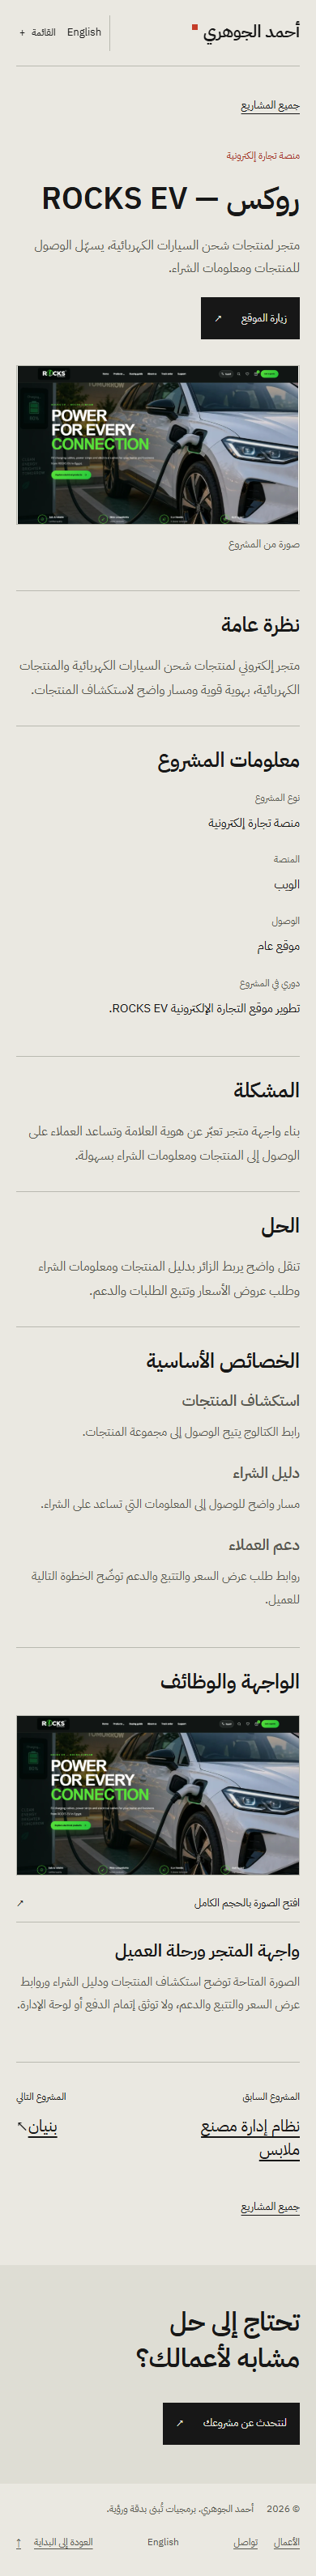 أحمد الجوهري
English
القائمة +
جميع المشاريع
منصة تجارة إلكترونية
روكس — ROCKS EV
متجر لمنتجات شحن السيارات الكهربائية، يسهّل الوصول
للمنتجات ومعلومات الشراء.
زيارة الموقع ↗
ROCKS
POWER
FOR EVERY
CONNECTION
صورة من المشروع
نظرة عامة
متجر إلكتروني لمنتجات شحن السيارات الكهربائية والمنتجات
الكهربائية، بهوية قوية ومسار واضح لاستكشاف المنتجات.
معلومات المشروع
نوع المشروع
منصة تجارة إلكترونية
المنصة
الويب
الوصول
موقع عام
دوري في المشروع
تطوير موقع التجارة الإلكترونية ROCKS EV.
المشكلة
بناء واجهة متجر تعبّر عن هوية العلامة وتساعد العملاء على
الوصول إلى المنتجات ومعلومات الشراء بسهولة.
الحل
تنقل واضح يربط الزائر بدليل المنتجات ومعلومات الشراء
وطلب عروض الأسعار وتتبع الطلبات والدعم.
الخصائص الأساسية
استكشاف المنتجات
رابط الكتالوج يتيح الوصول إلى مجموعة المنتجات.
دليل الشراء
مسار واضح للوصول إلى المعلومات التي تساعد على الشراء.
دعم العملاء
روابط طلب عرض السعر والتتبع والدعم توضّح الخطوة التالية
للعميل.
الواجهة والوظائف
ROCKS
POWER
FOR EVERY
CONNECTION
افتح الصورة بالحجم الكامل ↗
واجهة المتجر ورحلة العميل
الصورة المتاحة توضح استكشاف المنتجات ودليل الشراء وروابط
عرض السعر والتتبع والدعم، ولا توثق إتمام الدفع أو لوحة الإدارة.
المشروع السابق
نظام إدارة مصنع
ملابس
المشروع التالي
بنيان ↖
جميع المشاريع
تحتاج إلى حل
مشابه لأعمالك؟
لنتحدث عن مشروعك ↗
© 2026 أحمد الجوهري. برمجيات تُبنى بدقة ورؤية.
الأعمال
تواصل
English
العودة إلى البداية ↑